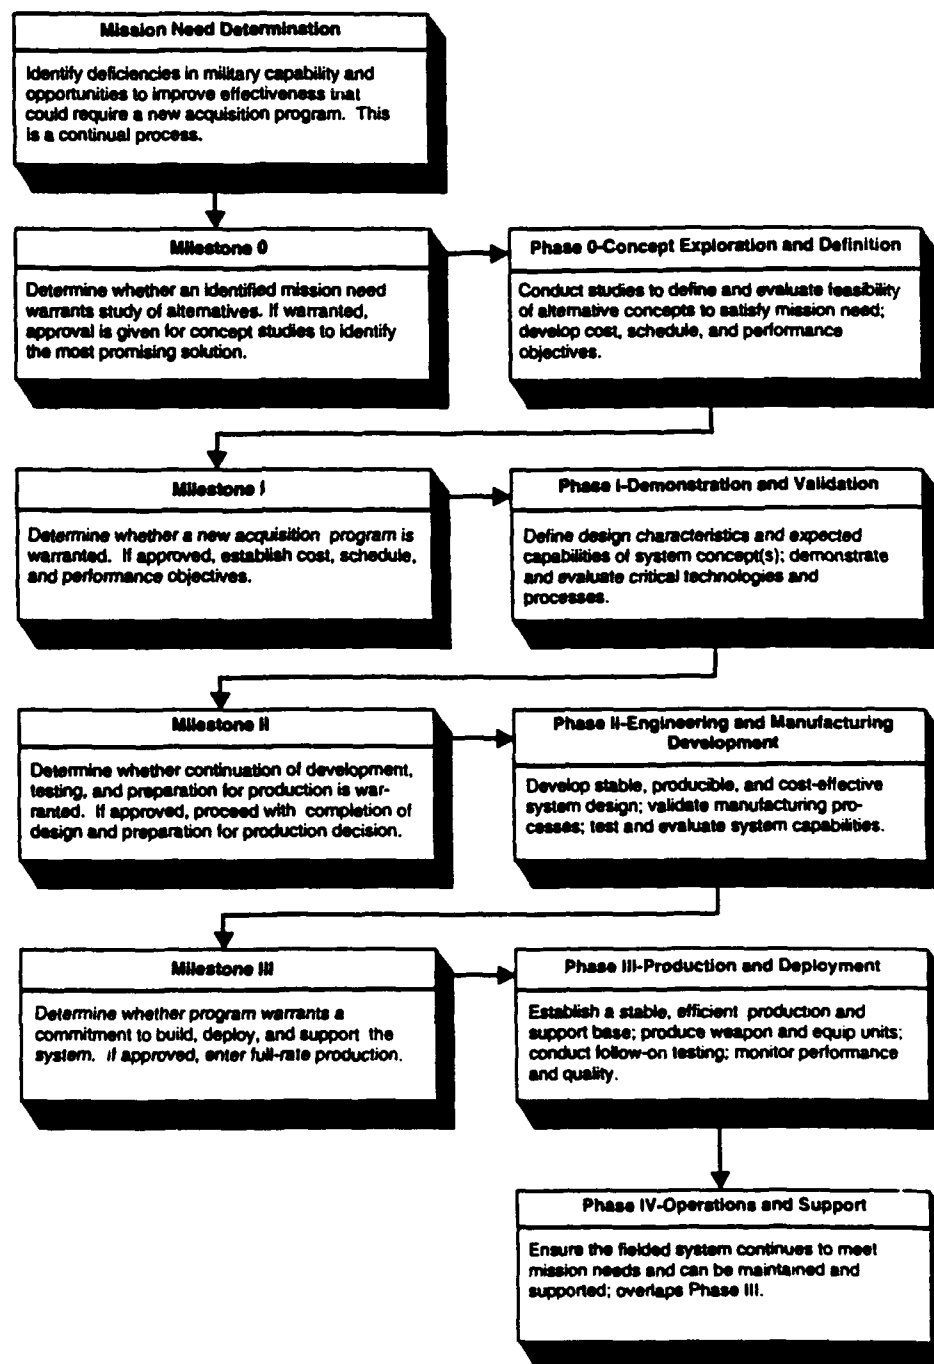 Mission Need Determination
Identify deficiencies in military capability and
opportunities to improve effectiveness that
could require a new acquisition program. This
is a continual process.
Milestone 0
Determine whether an identified mission need
warrants study of alternatives. If warranted,
approval is given for concept studies to identify
the most promising solution.
Phase 0-Concept Exploration and Definition
Conduct studies to define and evaluate feasibility
of alternative concepts to satisfy mission need;
develop cost, schedule, and performance
objectives.
Milestone I
Determine whether a new acquisition program is
warranted. If approved, establish cost, schedule,
and performance objectives.
Phase I-Demonstration and Validation
Define design characteristics and expected
capabilities of system concept(s); demonstrate
and evaluate critical technologies and
processes.
Milestone II
Determine whether continuation of development,
testing, and preparation for production is war-
ranted. If approved, proceed with completion of
design and preparation for production decision.
Phase II-Engineering and Manufacturing
Development
Develop stable, producible, and cost-effective
system design; validate manufacturing pro-
cesses; test and evaluate system capabilities.
Milestone III
Determine whether program warrants a
commitment to build, deploy, and support the
system. If approved, enter full-rate production.
Phase III-Production and Deployment
Establish a stable, efficient production and
support base; produce weapon and equip units;
conduct follow-on testing; monitor performance
and quality.
Phase IV-Operations and Support
Ensure the fielded system continues to meet
mission needs and can be maintained and
supported; overlaps Phase III.